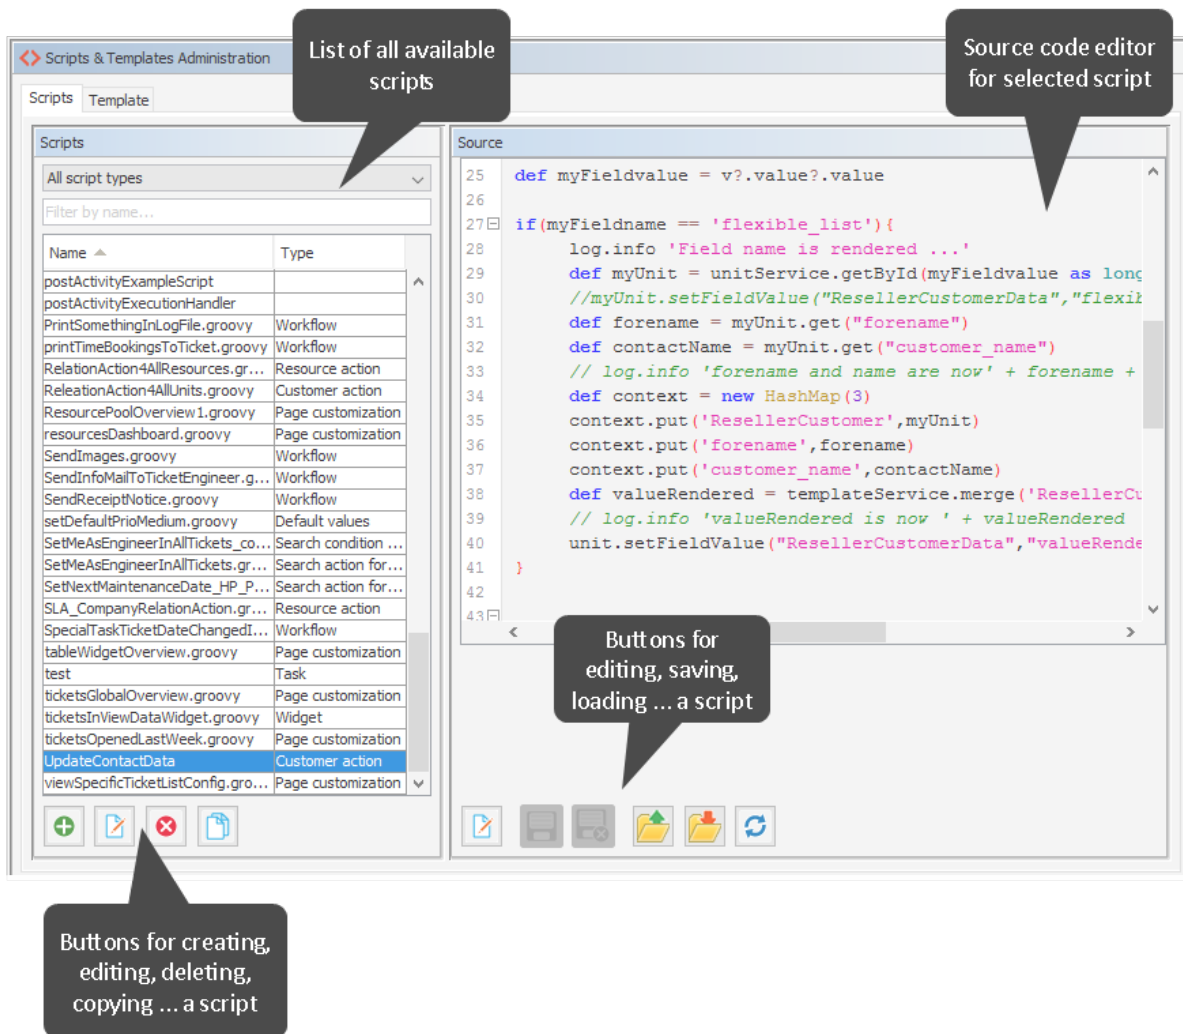 List of all available
scripts
Source code editor
for selected script
Scripts & Templates Administration
Scripts Template
Scripts
All script types
Filter by name...
Name Type
postActivityExampleScript
postActivityExecutionHandler
PrintSomethingInLogFile.groovy Workflow
printTimeBookingsToTicket.groovy Workflow
RelationAction4AllResources.gr... Resource action
ReleationAction4AllUnits.groovy Customer action
ResourcePoolOverview1.groovy Page customization
resourcesDashboard.groovy Page customization
SendImages.groovy Workflow
SendInfoMailToTicketEngineer.g... Workflow
SendReceiptNotice.groovy Workflow
setDefaultPrioMedium.groovy Default values
SetMeAsEngineerInAllTickets_co... Search condition ...
SetMeAsEngineerInAllTickets.gr... Search action for...
SetNextMaintenanceDate_HP_P... Search action for...
SLA_CompanyRelationAction.gr... Resource action
SpecialTaskTicketDateChangedI... Workflow
tableWidgetOverview.groovy Page customization
test Task
ticketsGlobalOverview.groovy Page customization
ticketsInViewDataWidget.groovy Widget
ticketsOpenedLastWeek.groovy Page customization
UpdateContactData Customer action
viewSpecificTicketListConfig.gro... Page customization
Source
25 def myFieldvalue = v?.value?.value
26
27 if(myFieldname == 'flexible_list'){
28 log.info 'Field name is rendered ...'
29 def myUnit = unitService.getById(myFieldvalue as long
30 //myUnit.setFieldValue("ResellerCustomerData","flexib
31 def forename = myUnit.get("forename")
32 def contactName = myUnit.get("customer_name")
33 // log.info 'forename and name are now' + forename +
34 def context = new HashMap(3)
35 context.put('ResellerCustomer',myUnit)
36 context.put('forename',forename)
37 context.put('customer_name',contactName)
38 def valueRendered = templateService.merge('ResellerCu
39 // log.info 'valueRendered is now ' + valueRendered
40 unit.setFieldValue("ResellerCustomerData","valueRende
41 }
42
43
Buttons for
editing, saving,
loading ... a script
Buttons for creating,
editing, deleting,
copying ... a script